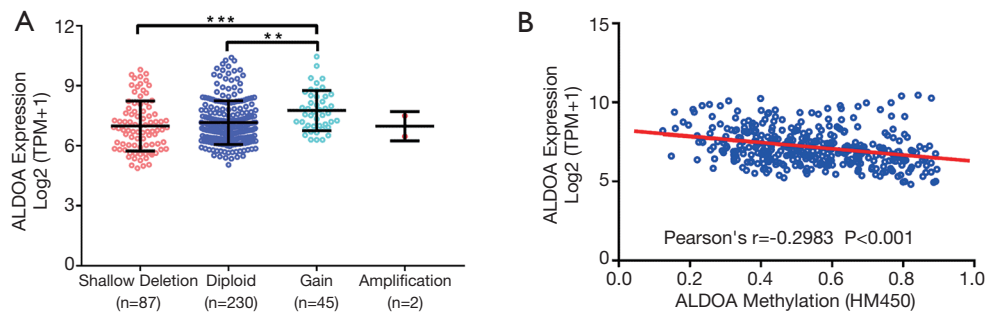 A
***
**
12
9
6
3
0
ALDOA Expression
Log2 (TPM+1)
Shallow Deletion
(n=87)
Diploid
(n=230)
Gain
(n=45)
Amplification
(n=2)
B
15
10
5
0
ALDOA Expression
Log2 (TPM+1)
Pearson's r=-0.2983 P<0.001
0.0
0.2
0.4
0.6
0.8
1.0
ALDOA Methylation (HM450)